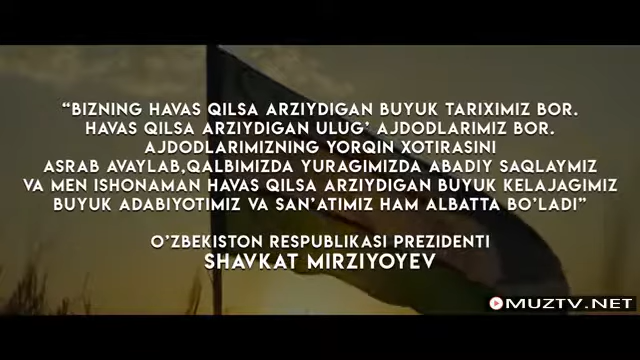 “BIZNING HAVAS QILSA ARZIYDIGAN BUYUK TARIXIMIZ BOR.
HAVAS QILSA ARZIYDIGAN ULUG’ AJDODLARIMIZ BOR.
AJDODLARIMIZNING YORQIN XOTIRASINI
ASRAB AVAYLAB,QALBIMIZDA YURAGIMIZDA ABADIY SAQLAYMIZ
VA MEN ISHONAMAN HAVAS QILSA ARZIYDIGAN BUYUK KELAJAGIMIZ
BUYUK ADABIYOTIMIZ VA SAN’ATIMIZ HAM ALBATTA BO’LADI”
O’ZBEKISTON RESPUBLIKASI PREZIDENTI
SHAVKAT MIRZIYOYEV
MUZTV.NET